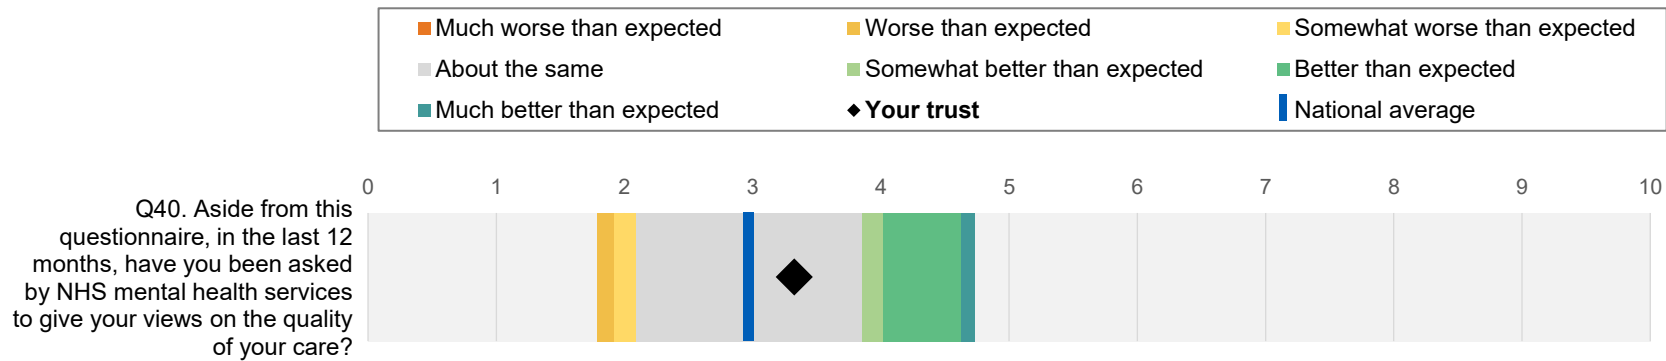 Much worse than expected
Worse than expected
Somewhat worse than expected
About the same
Somewhat better than expected
Better than expected
Much better than expected
Your trust
National average
0 1 2 3 4 5 6 7 8 9 10
Q40. Aside from this
questionnaire, in the last 12
months, have you been asked
by NHS mental health services
to give your views on the quality
of your care?